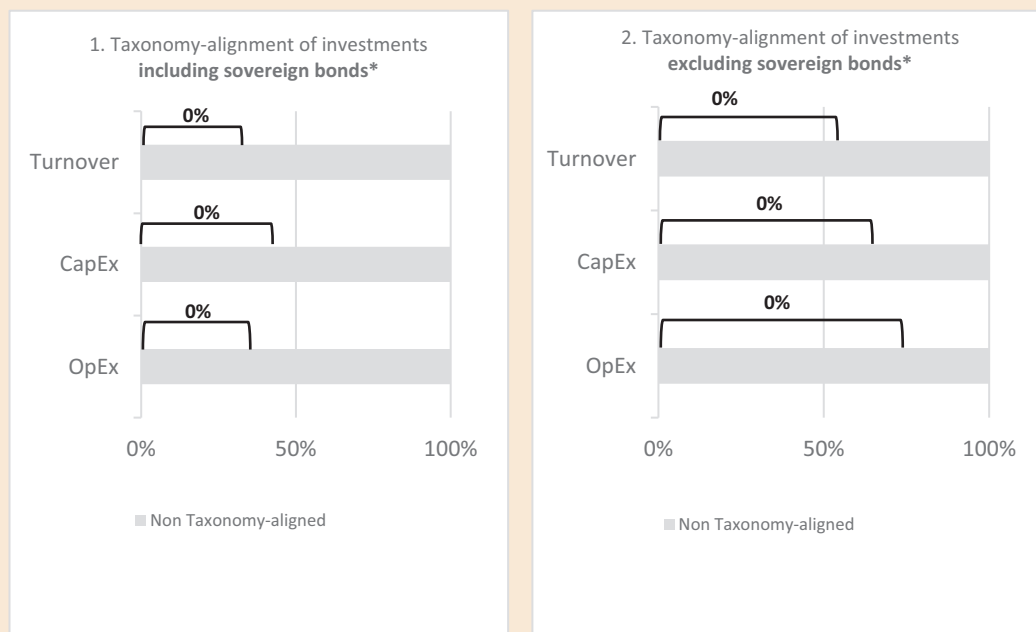 1. Taxonomy-alignment of investments
including sovereign bonds*
0%
Turnover
0%
CapEx
0%
OpEx
0% 50% 100%
Non Taxonomy-aligned
2. Taxonomy-alignment of investments
excluding sovereign bonds*
0%
Turnover
0%
CapEx
0%
OpEx
0% 50% 100%
Non Taxonomy-aligned